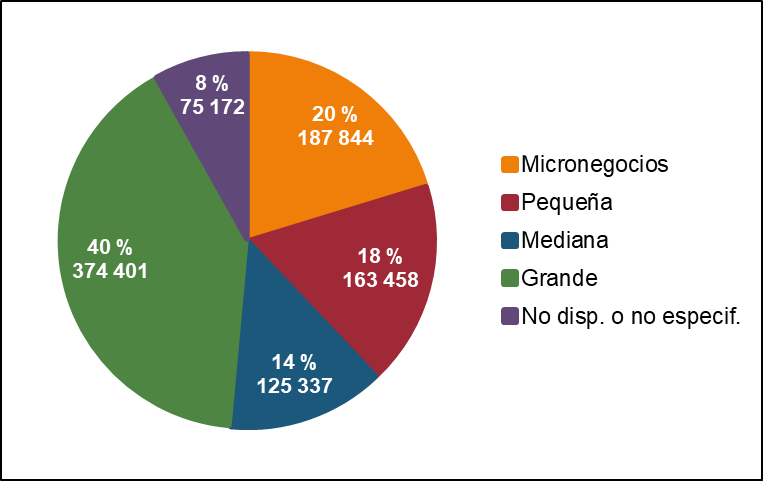 8 %
75 172
20 %
187 844
40 %
374 401
18 %
163 458
14 %
125 337
Micronegocios
Pequeña
Mediana
Grande
No disp. o no especif.